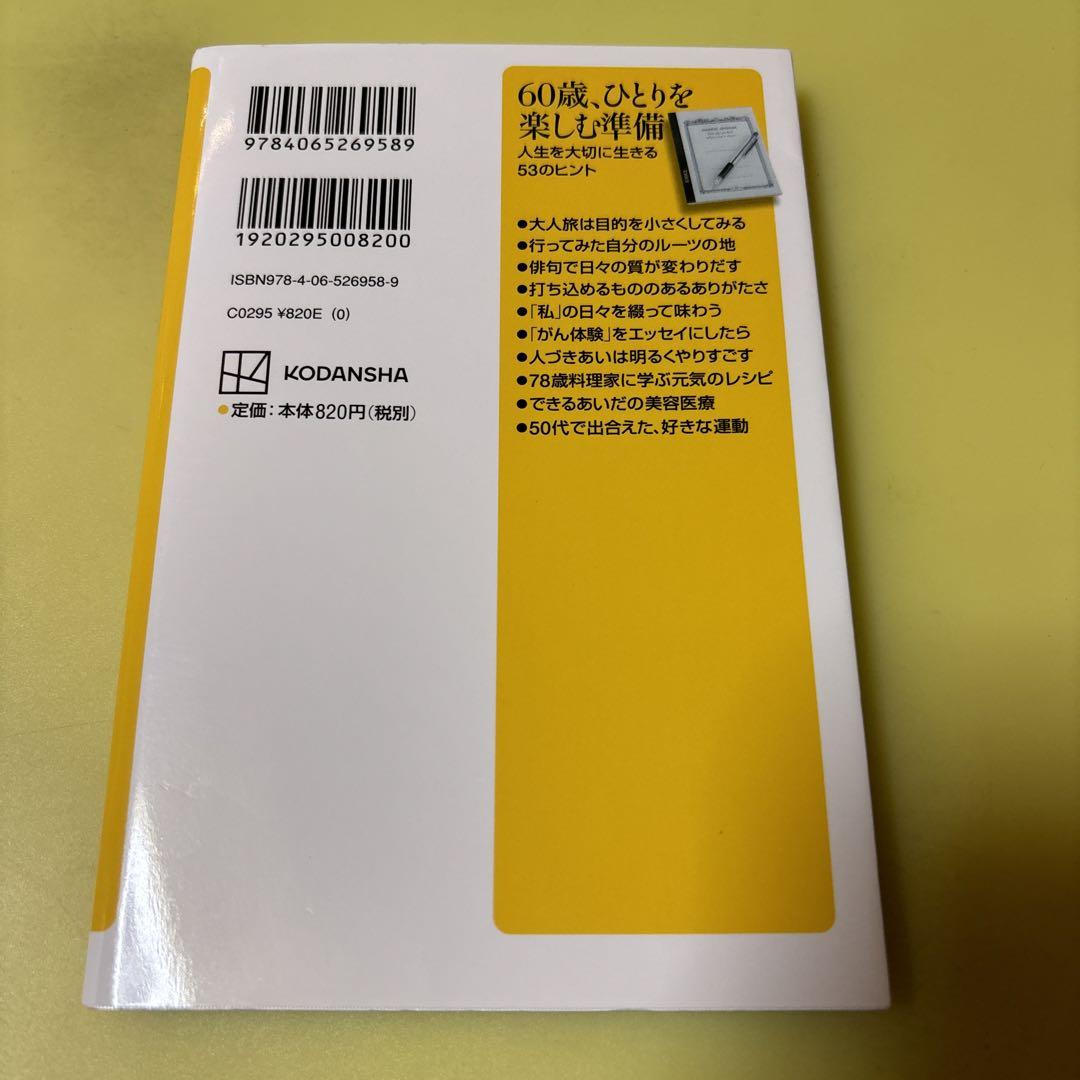 9784065269589
1920295008200
ISBN978-4-06-526958-9
C0295 ¥820E (0)
KODANSHA
●定価:本体820円(税別)
60歳、ひとりを
楽しむ準備
人生を大切に生きる
53のヒント
●大人旅は目的を小さくしてみる
●行ってみた自分のルーツの地
●俳句で日々の質が変わりだす
●打ち込めるもののあるありがたさ
●「私」の日々を綴って味わう
●「がん体験」をエッセイにしたら
●人づきあいは明るくやりすごす
●78歳料理家に学ぶ元気のレシピ
●できるあいだの美容医療
●50代で出合えた、好きな運動